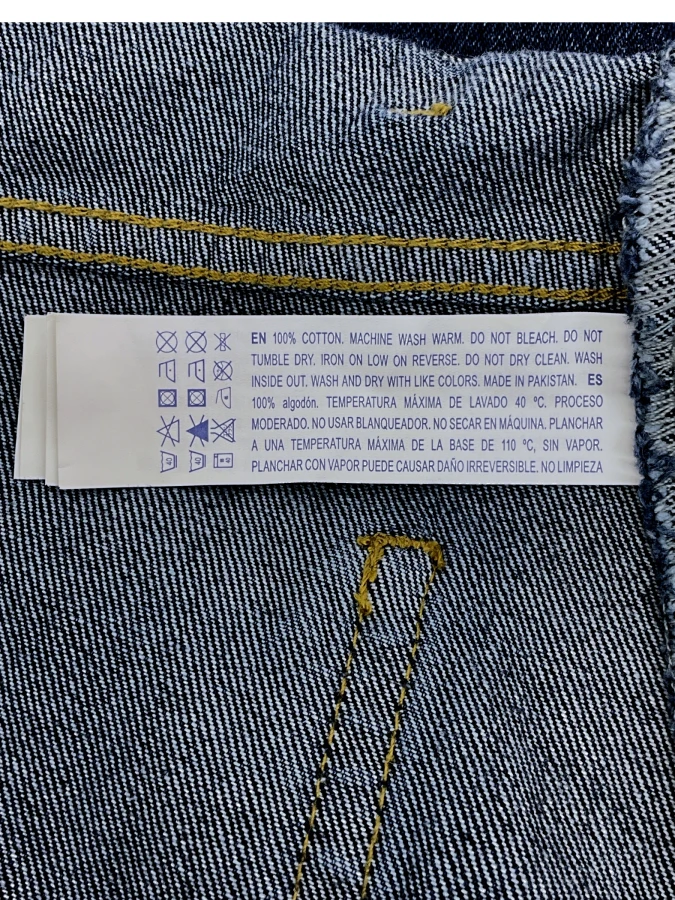 EN 100% COTTON. MACHINE WASH WARM. DO NOT BLEACH. DO NOT
TUMBLE DRY. IRON ON LOW ON REVERSE. DO NOT DRY CLEAN. WASH
INSIDE OUT. WASH AND DRY WITH LIKE COLORS. MADE IN PAKISTAN. ES
100% algodón. TEMPERATURA MÁXIMA DE LAVADO 40 ºC. PROCESO
MODERADO. NO USAR BLANQUEADOR. NO SECAR EN MÁQUINA. PLANCHAR
A UNA TEMPERATURA MÁXIMA DE LA BASE DE 110 ºC, SIN VAPOR.
PLANCHAR CON VAPOR PUEDE CAUSAR DAÑO IRREVERSIBLE. NO LIMPIEZA